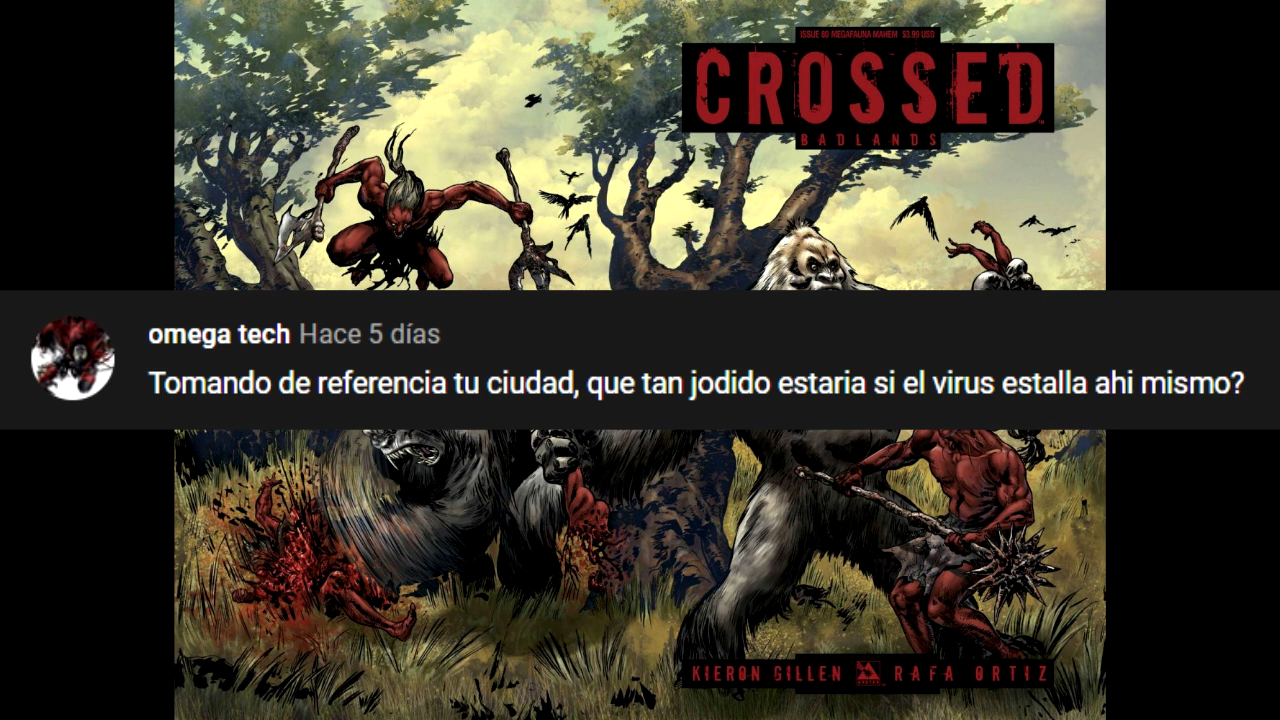 ISSUE 80 MEGAFAUNA MAHEM $3.99 USD
CROSSED
BADLANDS
omega tech Hace 5 días
Tomando de referencia tu ciudad, que tan jodido estaria si el virus estalla ahi mismo?
KIERON GILLEN RAFA ORTIZ